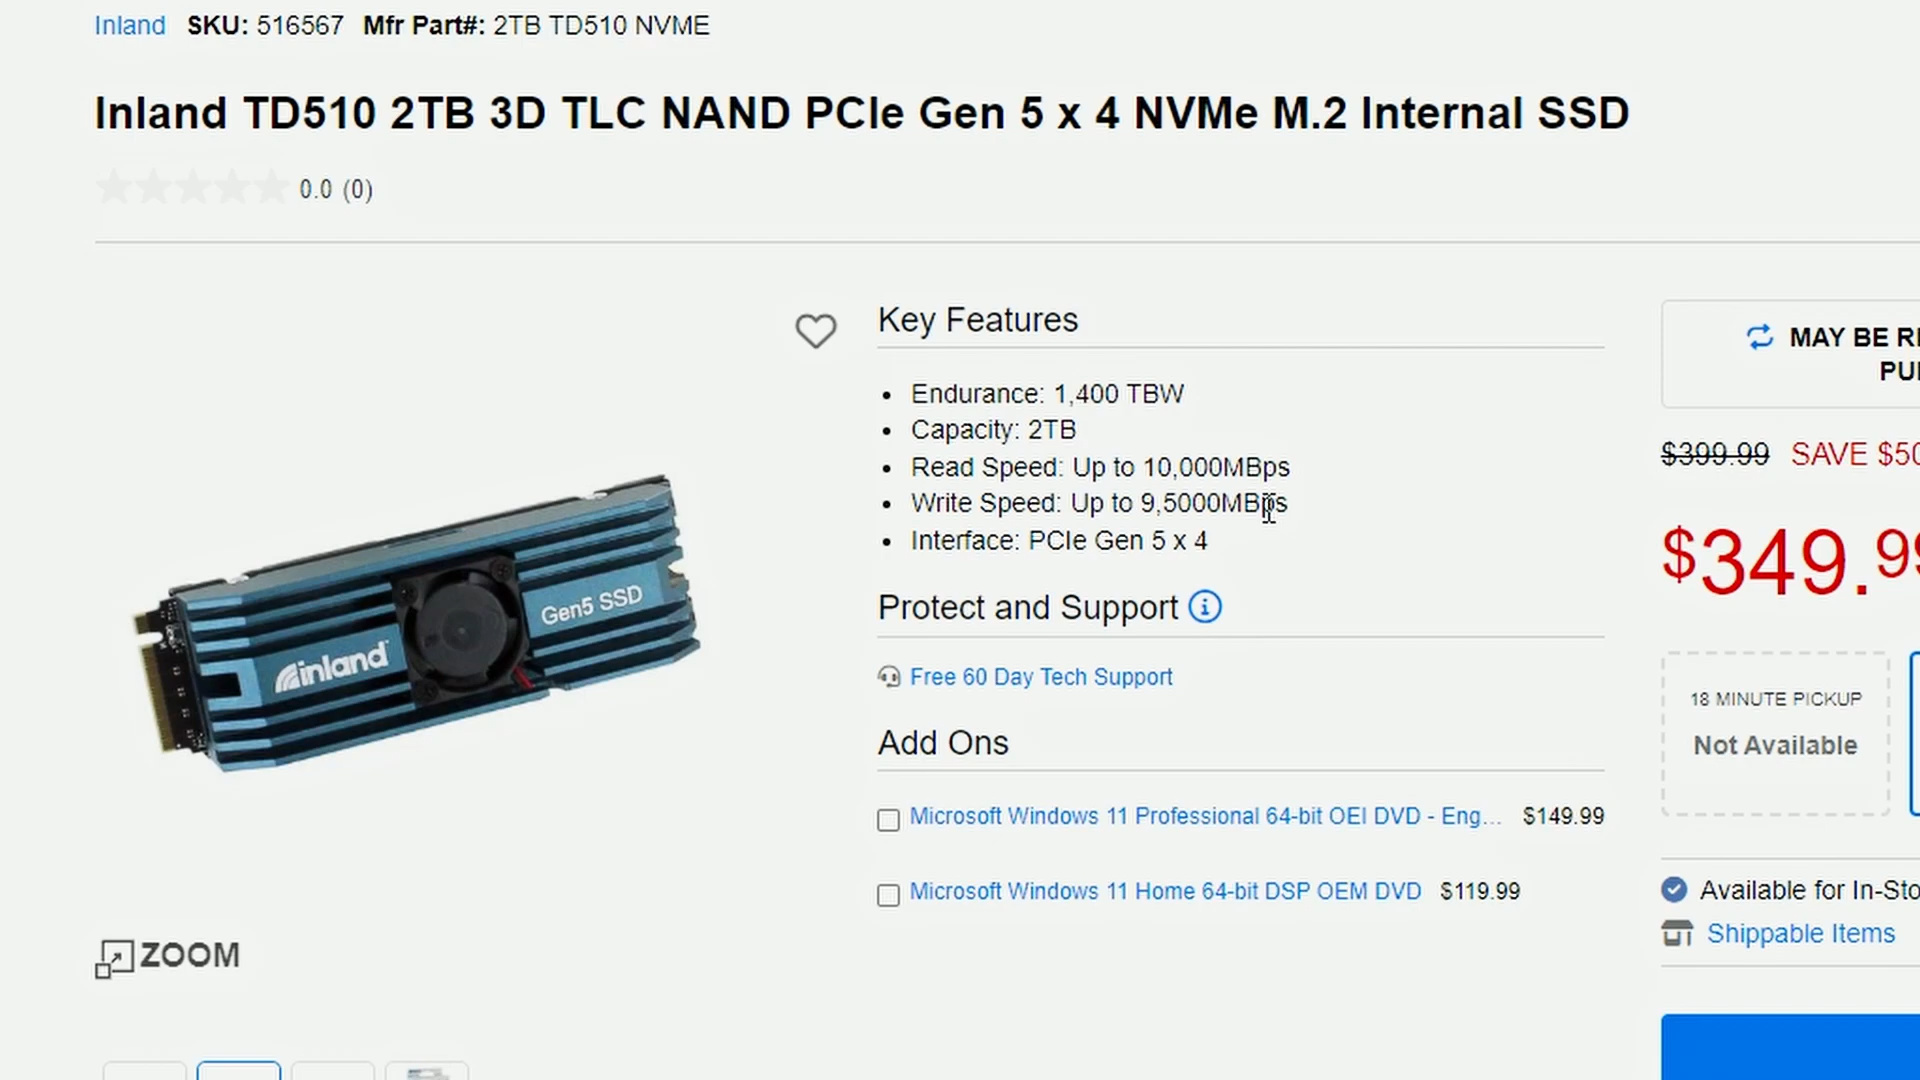 Inland SKU: 516567 Mfr Part#: 2TB TD510 NVME
Inland TD510 2TB 3D TLC NAND PCIe Gen 5 x 4 NVMe M.2 Internal SSD
0.0 (0)
inland
Gen5 SSD
ZOOM
Key Features
• Endurance: 1,400 TBW
• Capacity: 2TB
• Read Speed: Up to 10,000MBps
• Write Speed: Up to 9,5000MBps
• Interface: PCIe Gen 5 x 4
Protect and Support
Free 60 Day Tech Support
Add Ons
Microsoft Windows 11 Professional 64-bit OEI DVD - Eng... $149.99
Microsoft Windows 11 Home 64-bit DSP OEM DVD $119.99
MAY BE
$399.99 SAVE $50
$349.99
18 MINUTE PICKUP
Not Available
Available for In-Sto
Shippable Items